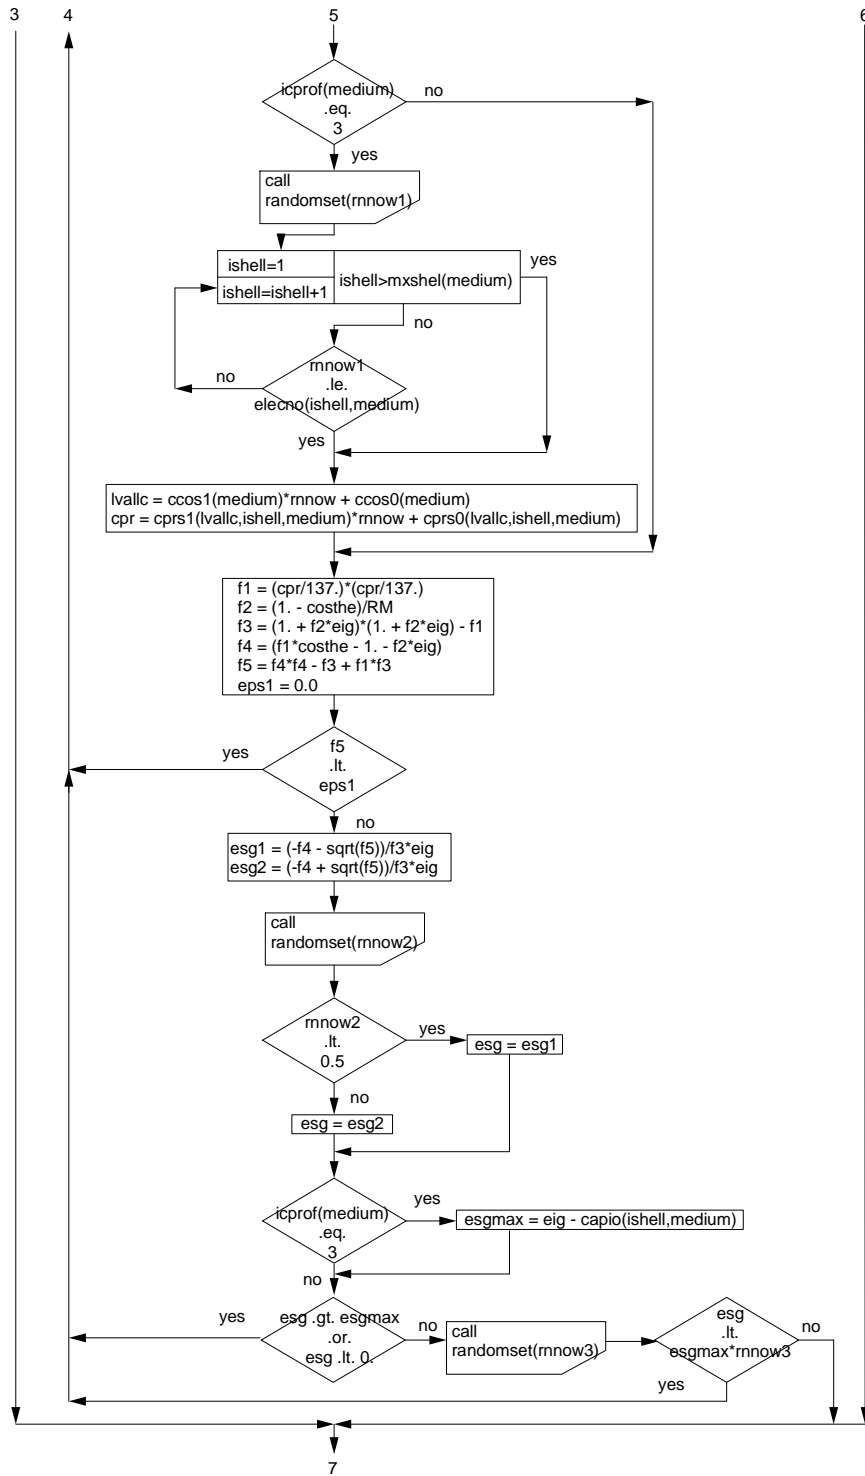 3
4
5
6
icprof(medium)
.eq.
3
no
yes
call
randomset(rnnow1)
ishell=1
ishell=ishell+1
ishell>mxshel(medium)
yes
no
rnnow1
.le.
elecno(ishell,medium)
no
yes
lvallc = ccos1(medium)*rnnow + ccos0(medium)
cpr = cprs1(lvallc,ishell,medium)*rnnow + cprs0(lvallc,ishell,medium)
f1 = (cpr/137.)*(cpr/137.)
f2 = (1. - costhe)/RM
f3 = (1. + f2*eig)*(1. + f2*eig) - f1
f4 = (f1*costhe - 1. - f2*eig)
f5 = f4*f4 - f3 + f1*f3
eps1 = 0.0
f5
.lt.
eps1
yes
no
esg1 = (-f4 - sqrt(f5))/f3*eig
esg2 = (-f4 + sqrt(f5))/f3*eig
call
randomset(rnnow2)
rnnow2
.lt.
0.5
yes
esg = esg1
no
esg = esg2
icprof(medium)
.eq.
3
yes
esgmax = eig - capio(ishell,medium)
no
esg .gt. esgmax
.or.
esg .lt. 0.
yes
no
call
randomset(rnnow3)
esg
.lt.
esgmax*rnnow3
no
yes
7